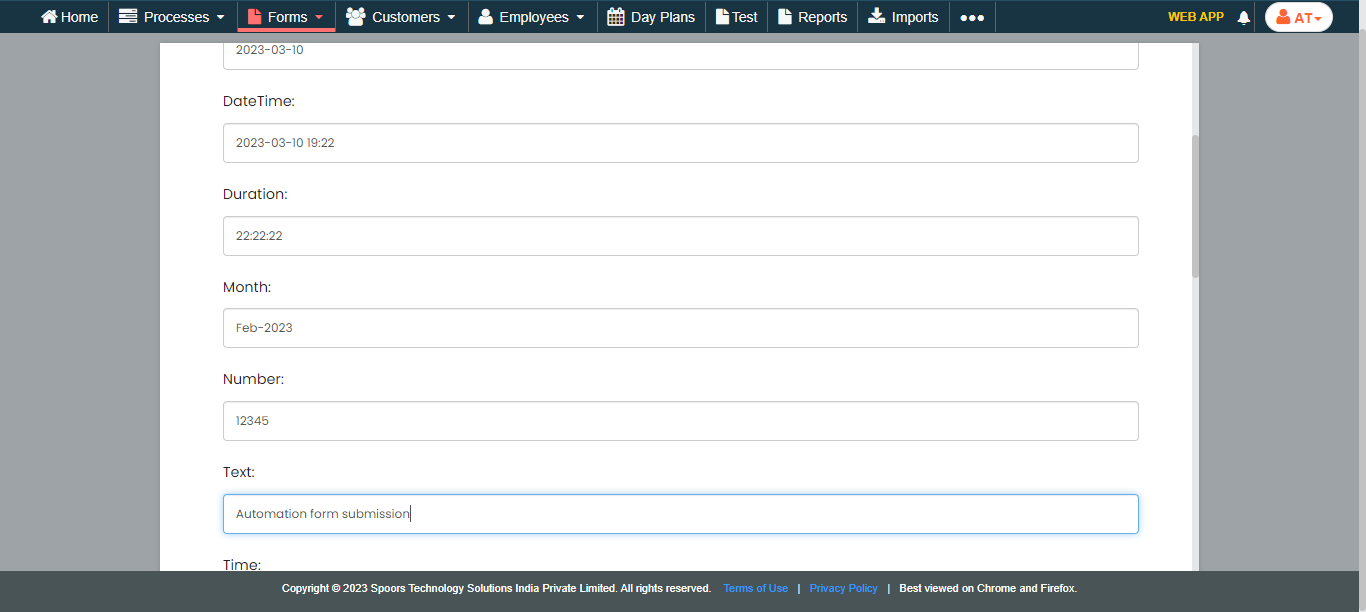 Home Processes Forms Customers Employees Day Plans Test Reports Imports ••• WEB APP AT
2023-03-10
DateTime:
2023-03-10 19:22
Duration:
22:22:22
Month:
Feb-2023
Number:
12345
Text:
Automation form submission
Time:
Copyright © 2023 Spoors Technology Solutions India Private Limited. All rights reserved. Terms of Use | Privacy Policy | Best viewed on Chrome and Firefox.